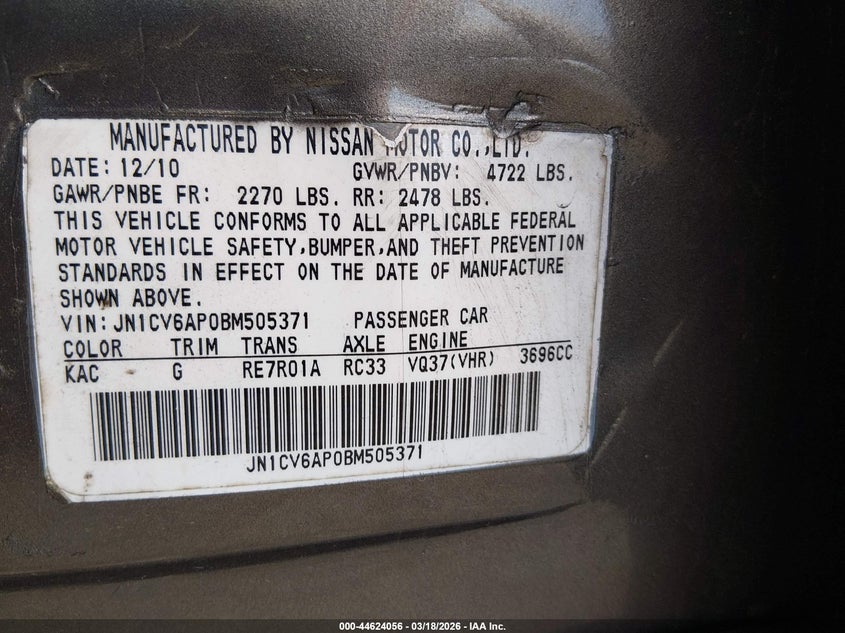 MANUFACTURED BY NISSAN MOTOR CO.,LTD.
DATE: 12/10 GVWR/PNBV: 4722 LBS.
GAWR/PNBE FR: 2270 LBS. RR: 2478 LBS.
THIS VEHICLE CONFORMS TO ALL APPLICABLE FEDERAL
MOTOR VEHICLE SAFETY,BUMPER,AND THEFT PREVENTION
STANDARDS IN EFFECT ON THE DATE OF MANUFACTURE
SHOWN ABOVE.
VIN: JN1CV6AP0BM505371 PASSENGER CAR
COLOR TRIM TRANS AXLE ENGINE
KAC G RE7R01A RC33 VQ37(VHR) 3696CC
JN1CV6AP0BM505371
000-44624056 - 03/18/2026 - IAA Inc.